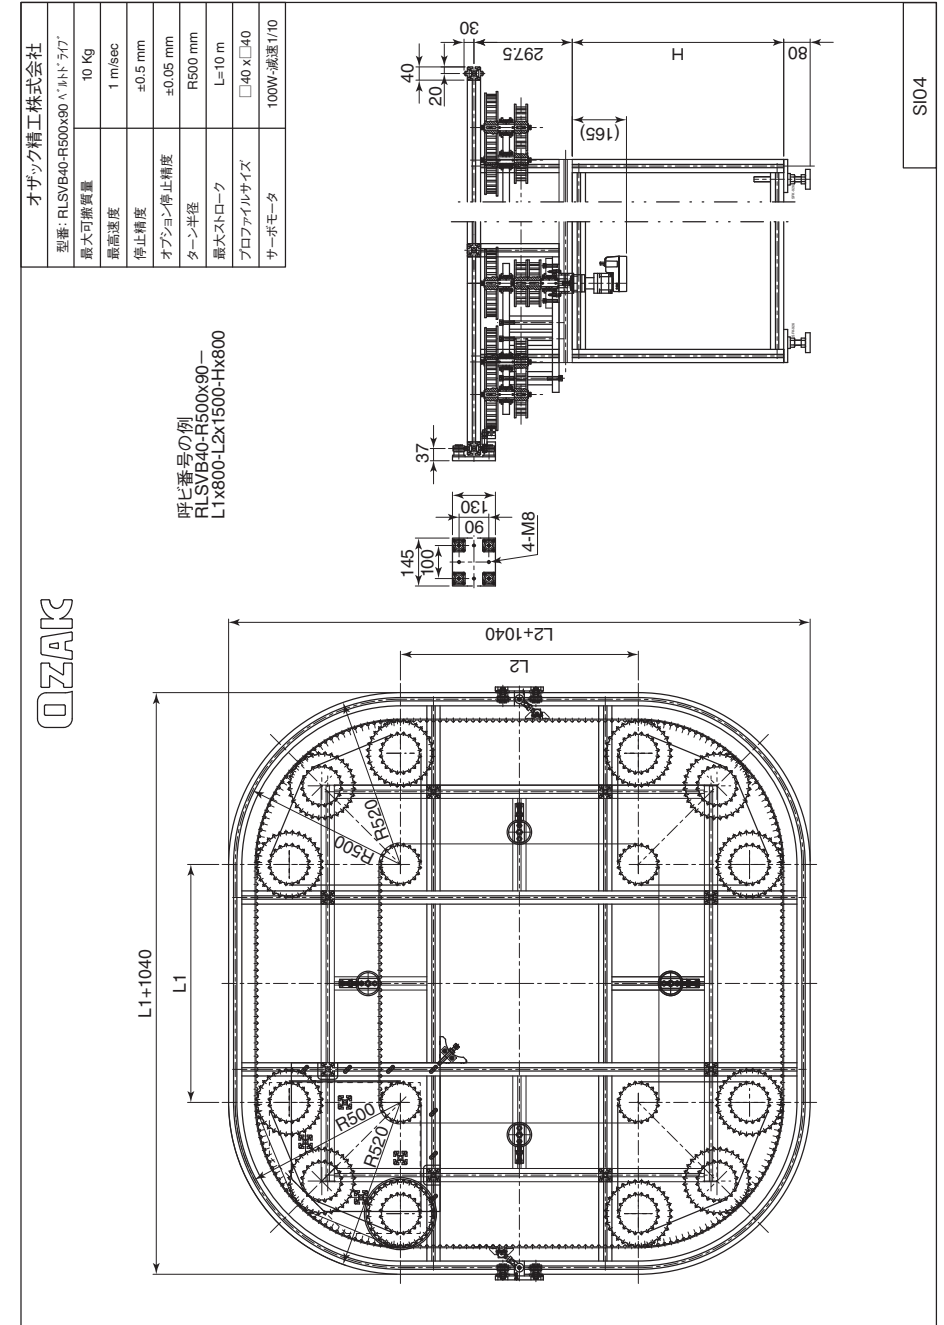 オザック精工株式会社
型番: RLSVB40-R500x90 ﾍﾞﾙﾄﾄﾞﾗｲﾌﾞ
最大可搬質量 10 Kg
最高速度 1 m/sec
停止精度 ±0.5 mm
オプション停止精度 ±0.05 mm
ターン半径 R500 mm
最大ストローク L=10 m
プロファイルサイズ □40 x□40
サーボモータ 100W-減速1/10
OZAK
呼ビ番号の例
RLSVB40-R500x90－
L1x800-L2x1500-Hx800
L1+1040
L1
L2+1040
L2
R500
R520
R500
R520
145
100
130
90
4-M8
37
40
20
30
297.5
H
80
(165)
SI04